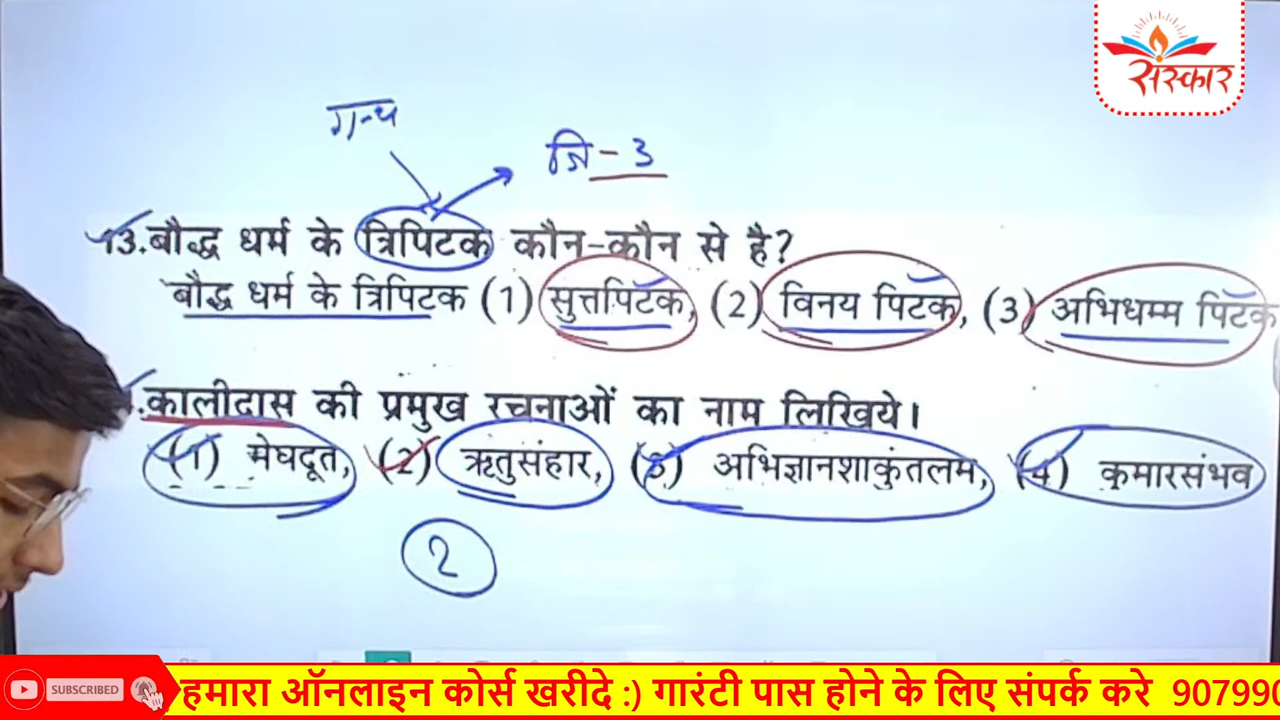 संस्कार
ग्रन्थ
त्रि - 3
13. बौद्ध धर्म के त्रिपिटक कौन-कौन से है?
बौद्ध धर्म के त्रिपिटक (1) सुत्तपिटक, (2) विनय पिटक, (3) अभिधम्म पिटक
कालीदास की प्रमुख रचनाओं का नाम लिखिये।
(1) मेघदूत, (2) ऋतुसंहार, (3) अभिज्ञानशाकुंतलम, (4) कुमारसंभव
2
SUBSCRIBED
हमारा ऑनलाइन कोर्स खरीदे :) गारंटी पास होने के लिए संपर्क करे 907990